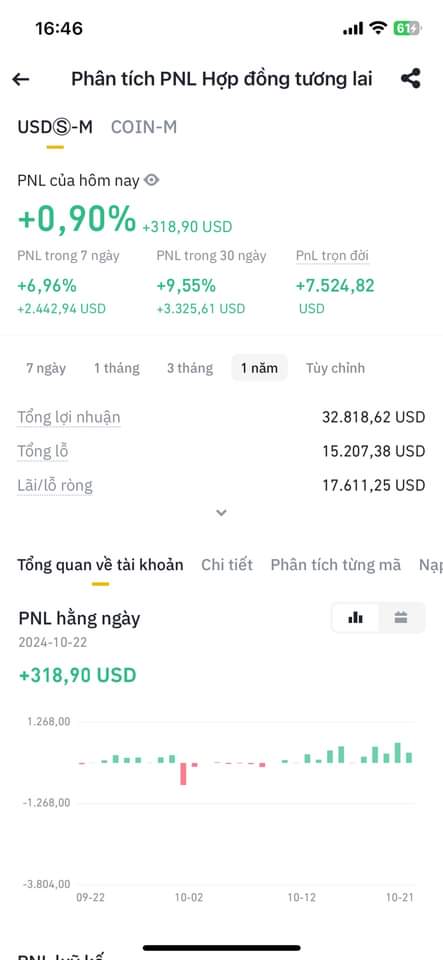 16:46
61
Phân tích PNL Hợp đồng tương lai
USDⓈ-M COIN-M
PNL của hôm nay
+0,90% +318,90 USD
PNL trong 7 ngày PNL trong 30 ngày PnL trọn đời
+6,96% +9,55% +7.524,82
+2.442,94 USD +3.325,61 USD USD
7 ngày 1 tháng 3 tháng 1 năm Tùy chỉnh
Tổng lợi nhuận 32.818,62 USD
Tổng lỗ 15.207,38 USD
Lãi/lỗ ròng 17.611,25 USD
Tổng quan về tài khoản Chi tiết Phân tích từng mã Nạp
PNL hằng ngày
2024-10-22
+318,90 USD
1.268,00
-1.268,00
-3.804,00
09-22 10-02 10-12 10-21
PNL luỹ kế